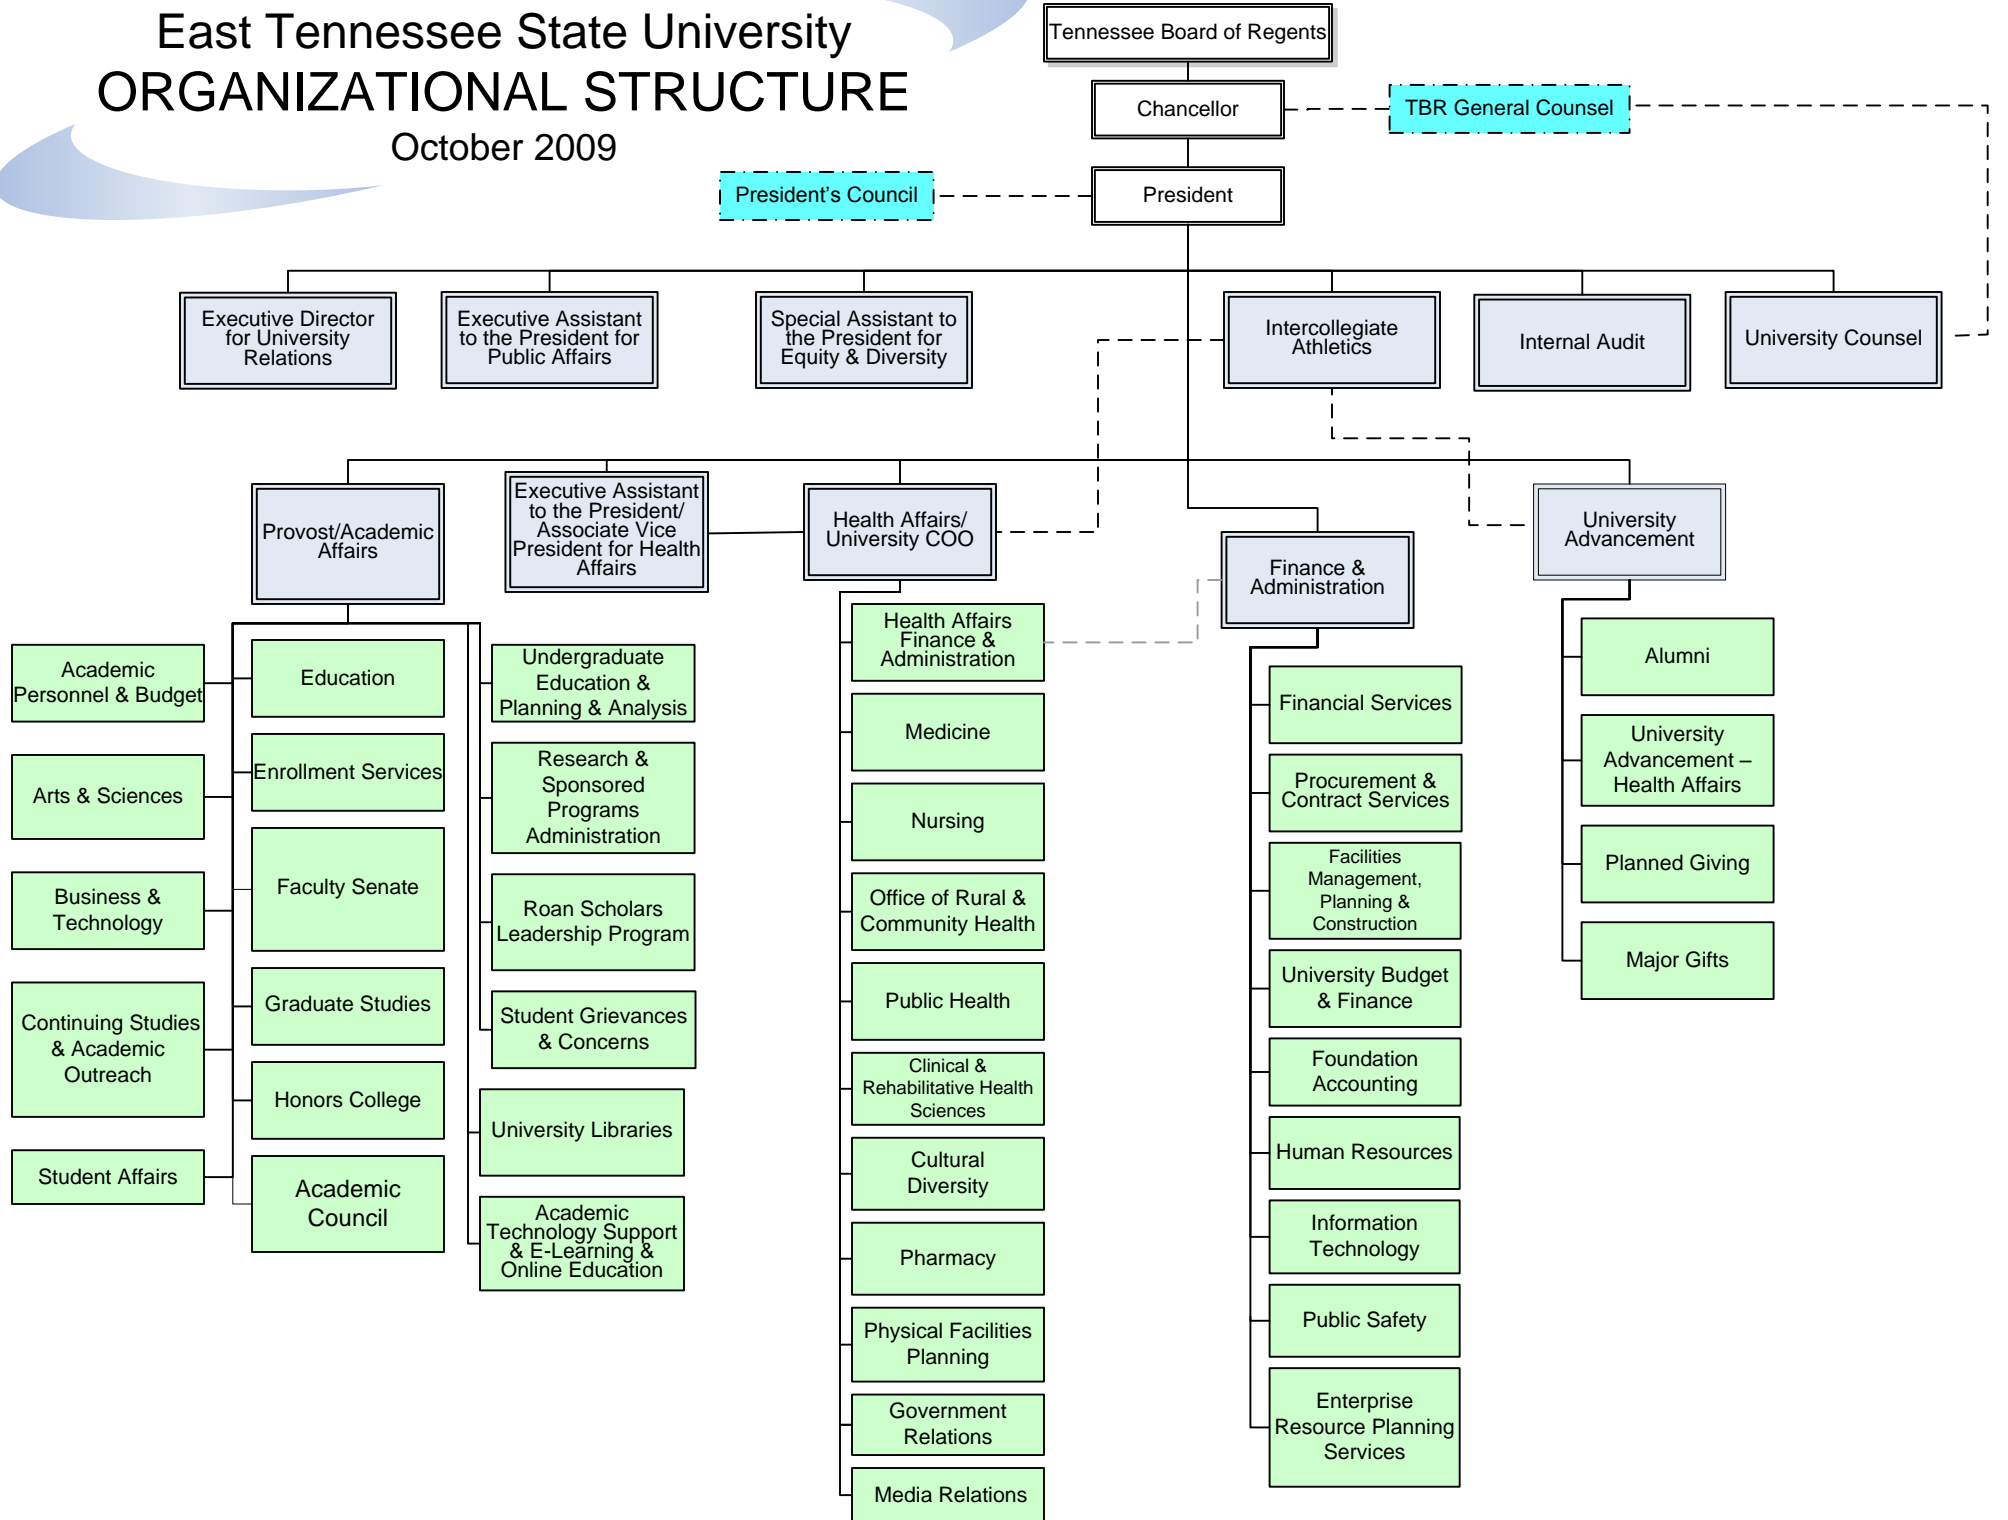 East Tennessee State University
ORGANIZATIONAL STRUCTURE
October 2009
Tennessee Board of Regents
Chancellor
TBR General Counsel
President's Council
President
Executive Director
for University
Relations
Executive Assistant
to the President for
Public Affairs
Special Assistant to
the President for
Equity & Diversity
Intercollegiate
Athletics
Internal Audit
University Counsel
Provost/Academic
Affairs
Executive Assistant
to the President/
Associate Vice
President for Health
Affairs
Health Affairs/
University COO
Finance &
Administration
University
Advancement
Academic
Personnel & Budget
Arts & Sciences
Business &
Technology
Continuing Studies
& Academic
Outreach
Student Affairs
Education
Enrollment Services
Faculty Senate
Graduate Studies
Honors College
Academic
Council
Undergraduate
Education &
Planning & Analysis
Research &
Sponsored
Programs
Administration
Roan Scholars
Leadership Program
Student Grievances
& Concerns
University Libraries
Academic
Technology Support
& E-Learning &
Online Education
Health Affairs
Finance &
Administration
Medicine
Nursing
Office of Rural &
Community Health
Public Health
Clinical &
Rehabilitative Health
Sciences
Cultural
Diversity
Pharmacy
Physical Facilities
Planning
Government
Relations
Media Relations
Financial Services
Procurement &
Contract Services
Facilities
Management,
Planning &
Construction
University Budget
& Finance
Foundation
Accounting
Human Resources
Information
Technology
Public Safety
Enterprise
Resource Planning
Services
Alumni
University
Advancement –
Health Affairs
Planned Giving
Major Gifts